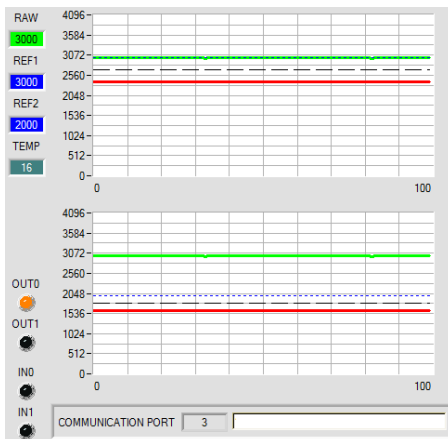 RAW
3000
REF1
3000
REF2
2000
TEMP
16
4096
3584
3072
2560
2048
1536
1024
512
0
0 100
4096
3584
3072
2560
2048
1536
1024
512
0
0 100
OUT0
OUT1
IN0
IN1
COMMUNICATION PORT 3